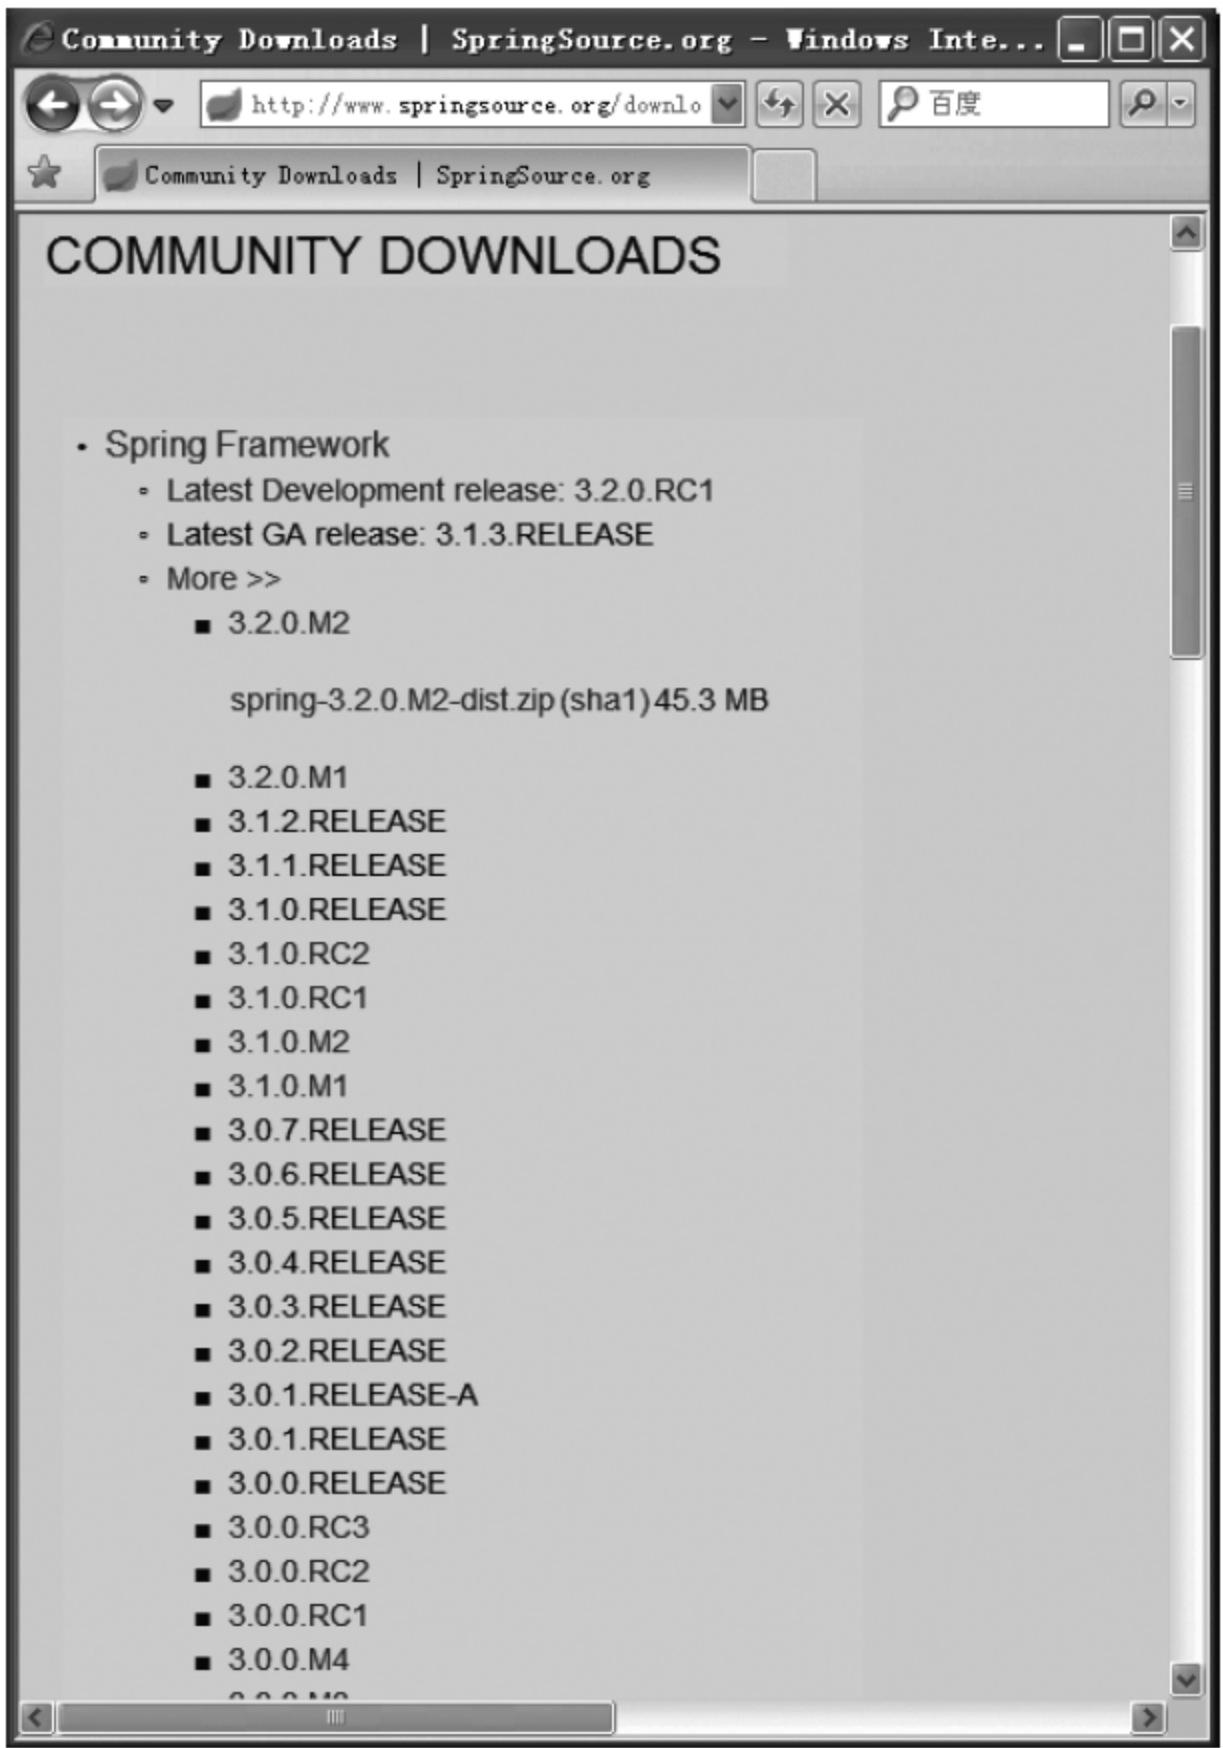 Community Downloads | SpringSource.org - Windows Inte...
http://www.springsource.org/downlo
百度
Community Downloads | SpringSource.org
COMMUNITY DOWNLOADS
• Spring Framework
◦ Latest Development release: 3.2.0.RC1
◦ Latest GA release: 3.1.3.RELEASE
◦ More >>
▪ 3.2.0.M2
spring-3.2.0.M2-dist.zip (sha1) 45.3 MB
▪ 3.2.0.M1
▪ 3.1.2.RELEASE
▪ 3.1.1.RELEASE
▪ 3.1.0.RELEASE
▪ 3.1.0.RC2
▪ 3.1.0.RC1
▪ 3.1.0.M2
▪ 3.1.0.M1
▪ 3.0.7.RELEASE
▪ 3.0.6.RELEASE
▪ 3.0.5.RELEASE
▪ 3.0.4.RELEASE
▪ 3.0.3.RELEASE
▪ 3.0.2.RELEASE
▪ 3.0.1.RELEASE-A
▪ 3.0.1.RELEASE
▪ 3.0.0.RELEASE
▪ 3.0.0.RC3
▪ 3.0.0.RC2
▪ 3.0.0.RC1
▪ 3.0.0.M4